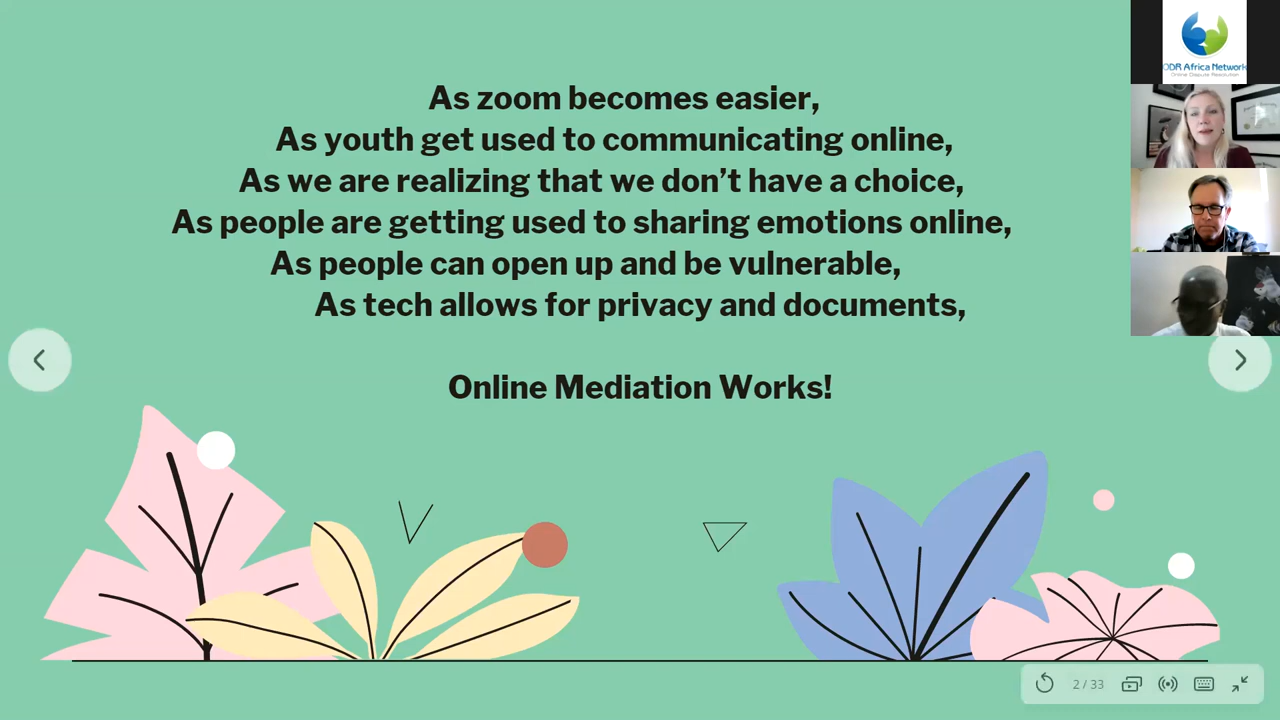 As zoom becomes easier,
As youth get used to communicating online,
As we are realizing that we don't have a choice,
As people are getting used to sharing emotions online,
As people can open up and be vulnerable,
As tech allows for privacy and documents,
Online Mediation Works!
ODR Africa Network
Online Dispute Resolution
2 / 33